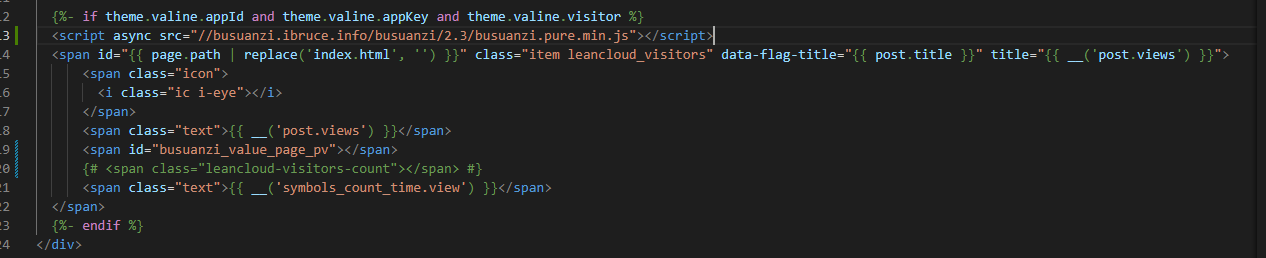 12 {%- if theme.valine.appId and theme.valine.appKey and theme.valine.visitor %}
13 <script async src="//busuanzi.ibruce.info/busuanzi/2.3/busuanzi.pure.min.js"></script>
14 <span id="{{ page.path | replace('index.html', '') }}" class="item leancloud_visitors" data-flag-title="{{ post.title }}" title="{{ __('post.views') }}">
15 <span class="icon">
16 <i class="ic i-eye"></i>
17 </span>
18 <span class="text">{{ __('post.views') }}</span>
19 <span id="busuanzi_value_page_pv"></span>
20 {# <span class="leancloud-visitors-count"></span> #}
21 <span class="text">{{ __('symbols_count_time.view') }}</span>
22 </span>
23 {%- endif %}
24 </div>